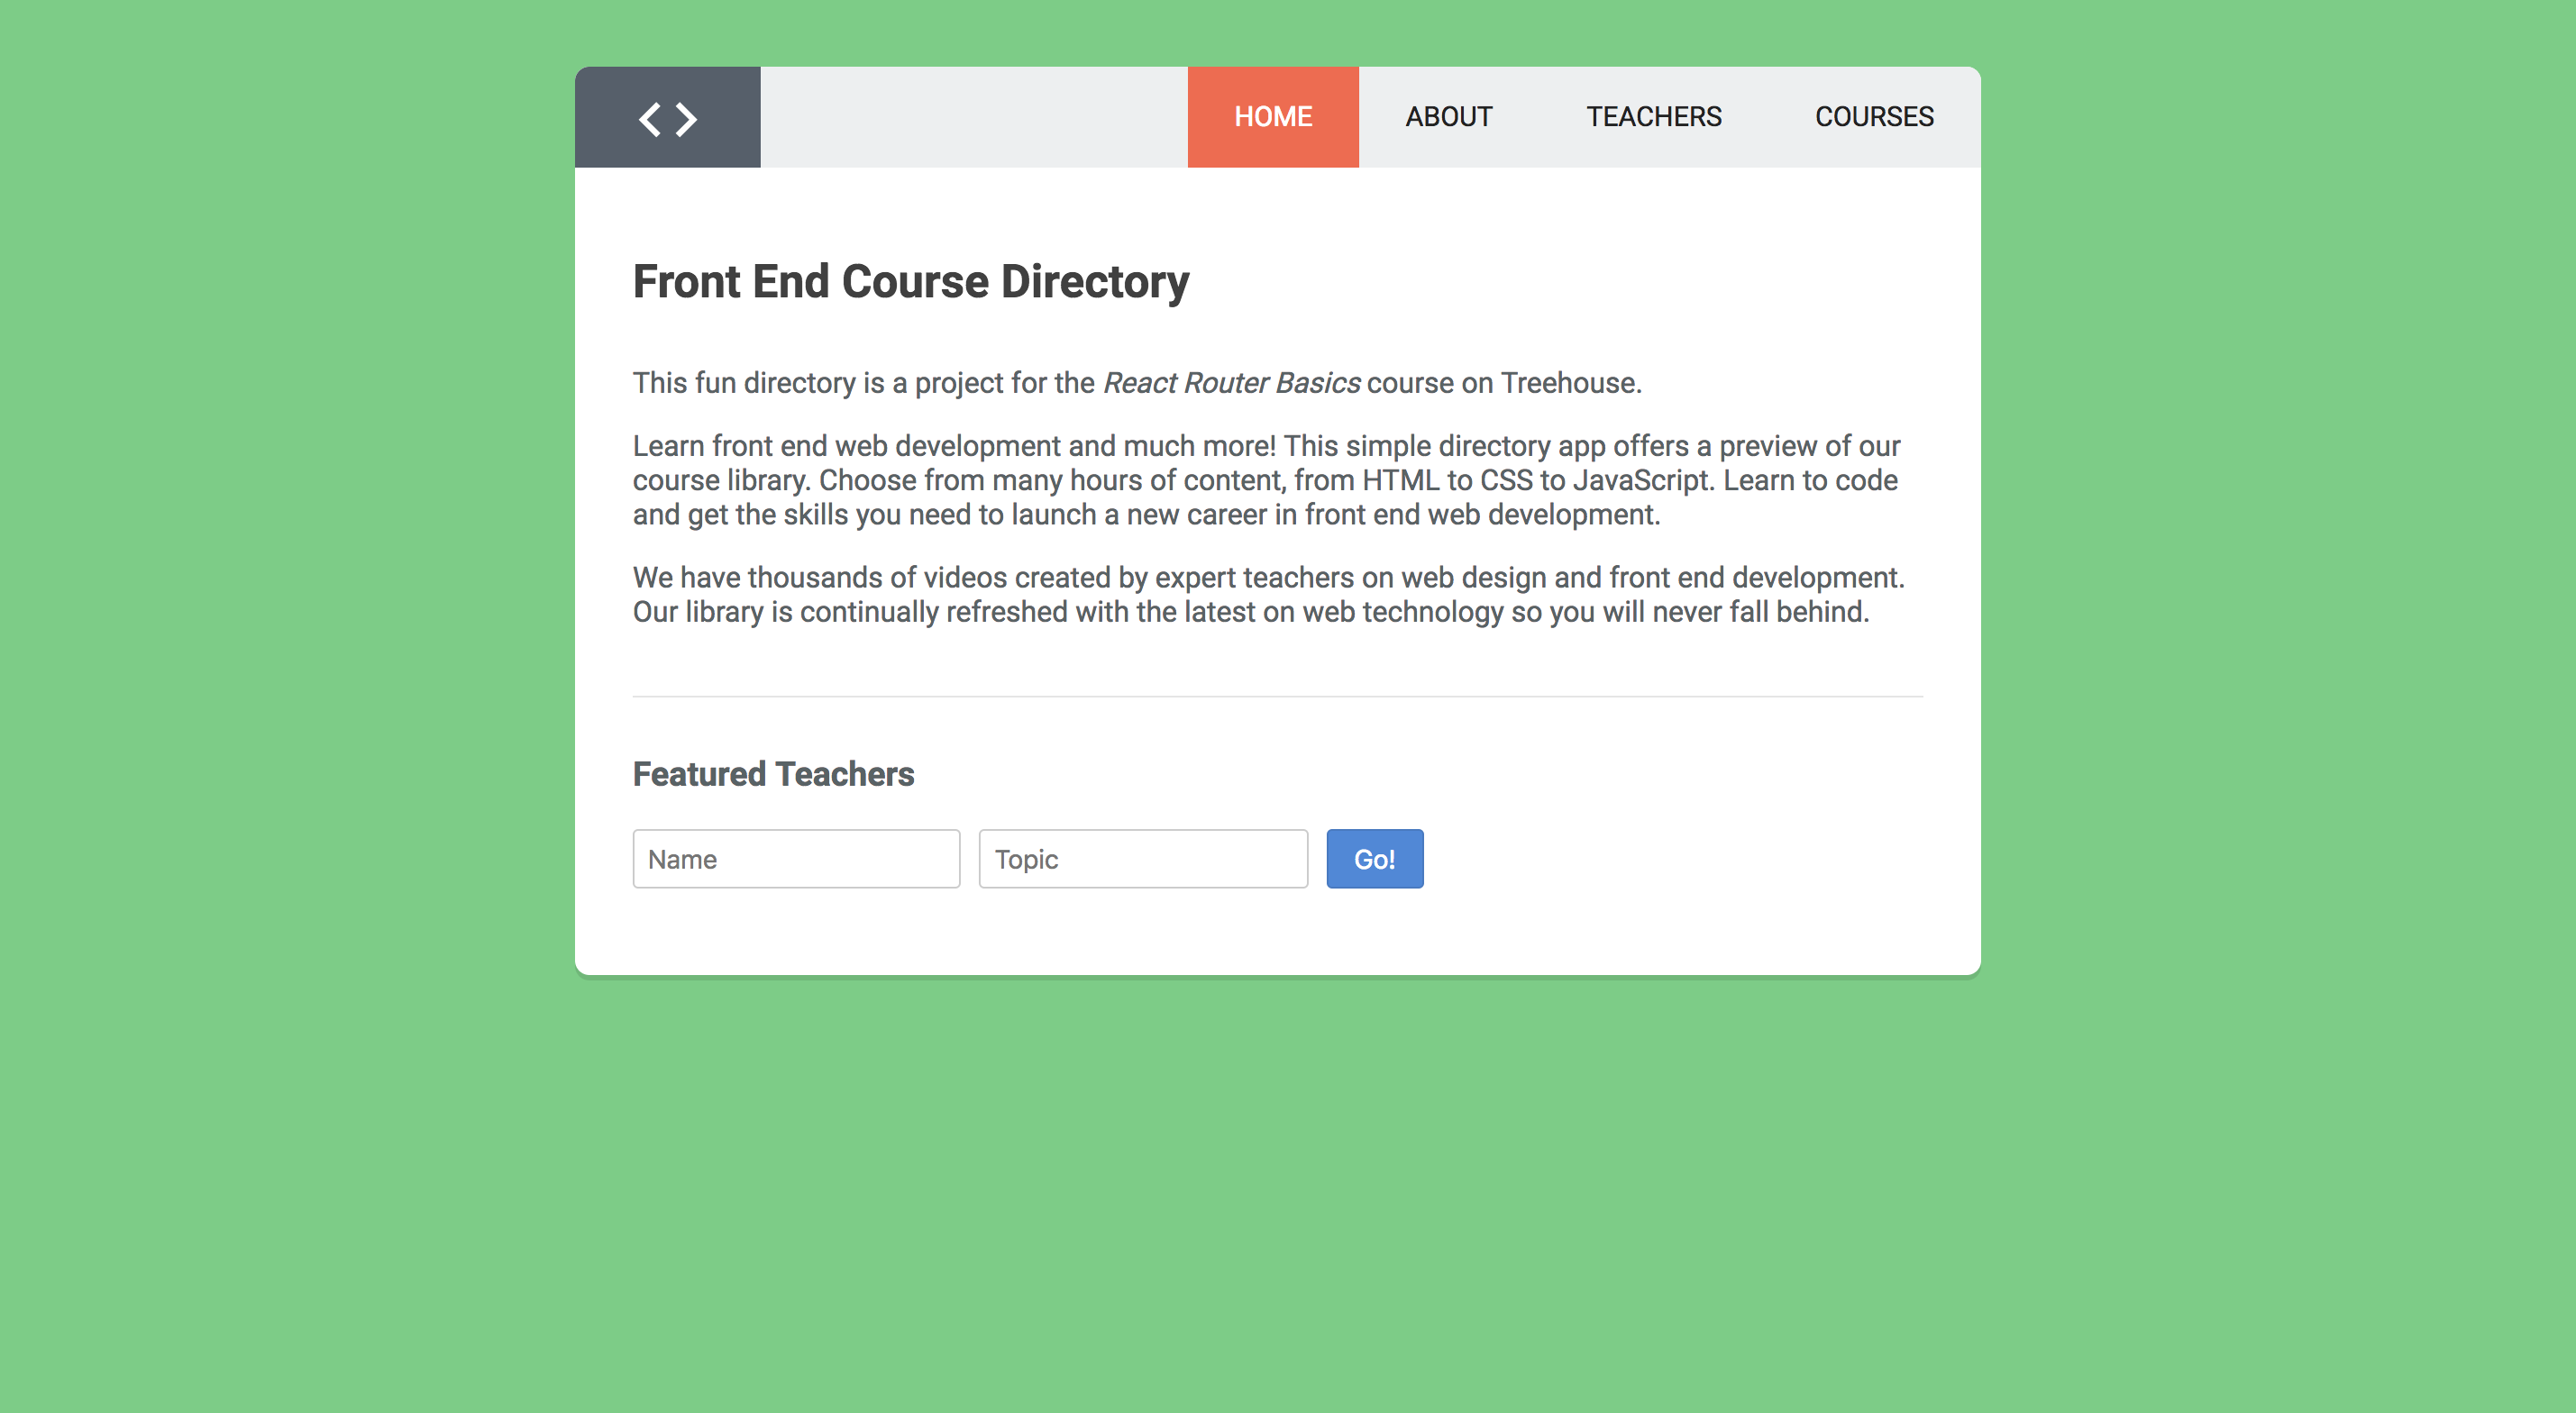 < >
HOME
ABOUT
TEACHERS
COURSES
Front End Course Directory
This fun directory is a project for the React Router Basics course on Treehouse.
Learn front end web development and much more! This simple directory app offers a preview of our
course library. Choose from many hours of content, from HTML to CSS to JavaScript. Learn to code
and get the skills you need to launch a new career in front end web development.
We have thousands of videos created by expert teachers on web design and front end development.
Our library is continually refreshed with the latest on web technology so you will never fall behind.
Featured Teachers
Name
Topic
Go!